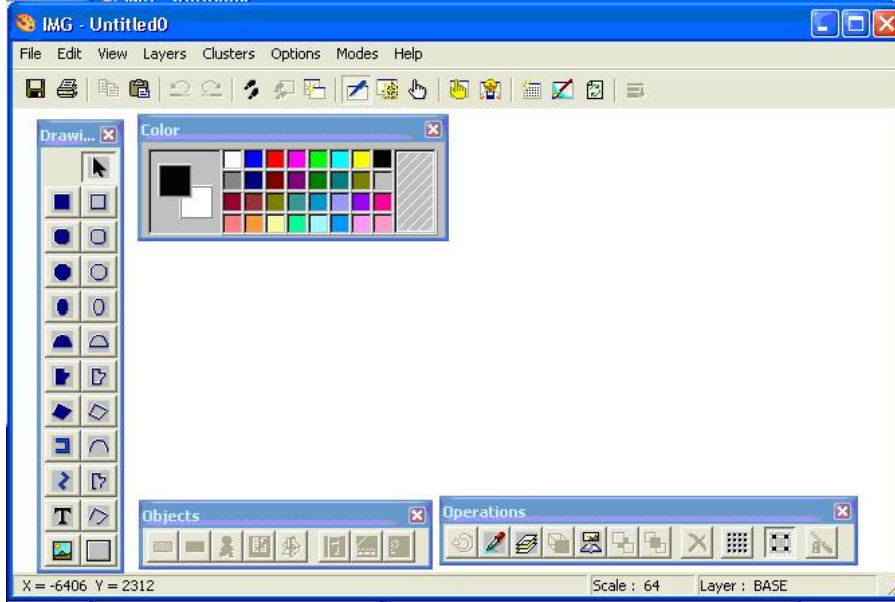 IMG - Untitled0
File Edit View Layers Clusters Options Modes Help
Drawi...
Color
T
Objects
Operations
X = -6406 Y = 2312
Scale : 64
Layer : BASE